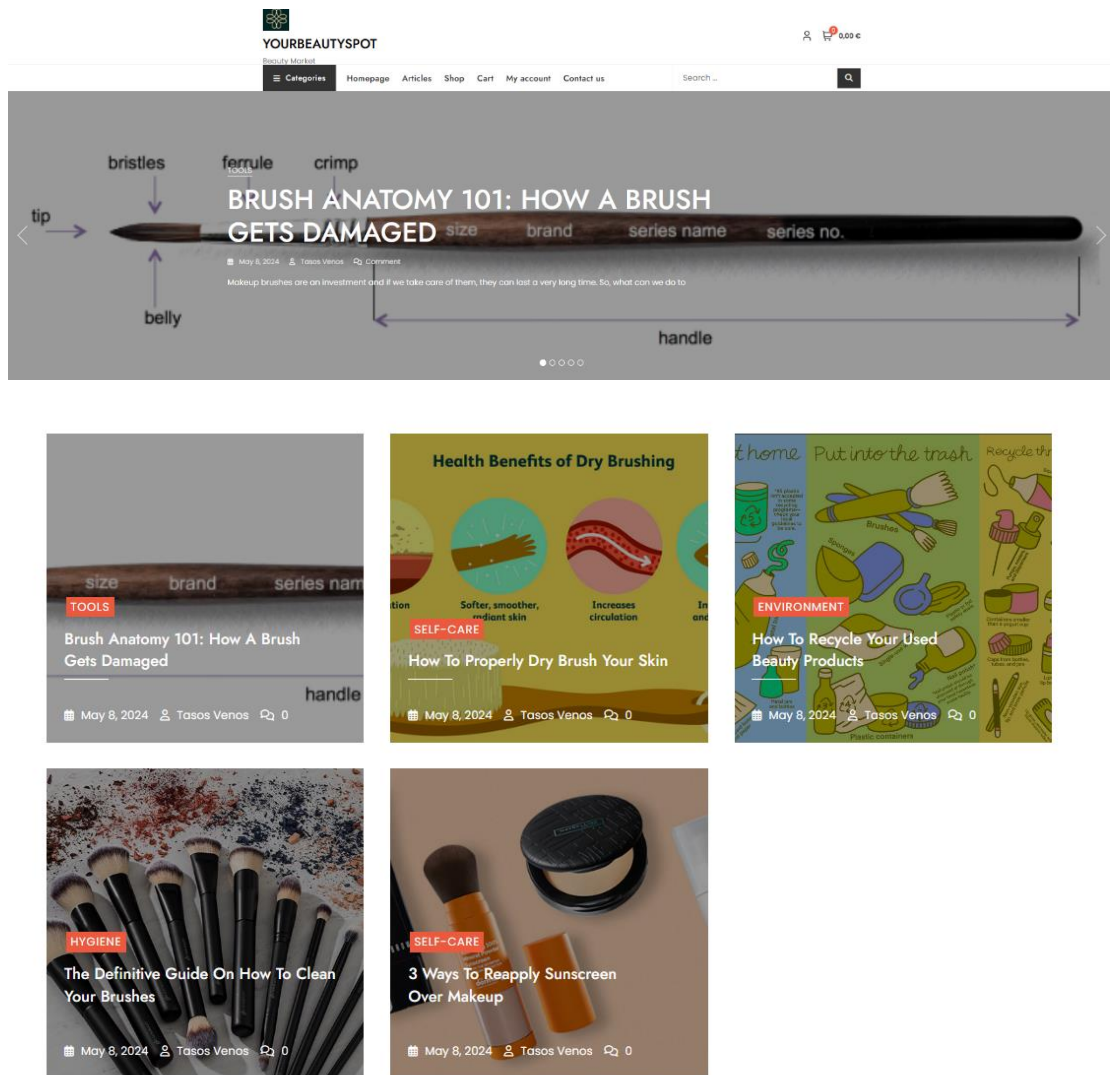 YOURBEAUTYSPOT
Beauty Market
0
0,00 €
Categories
Homepage
Articles
Shop
Cart
My account
Contact us
Search ...
bristles
ferrule
crimp
tip
TOOLS
BRUSH ANATOMY 101: HOW A BRUSH
GETS DAMAGED
size
brand
series name
series no.
May 8, 2024
Tasos Venos
Comment
Makeup brushes are an investment and if we take care of them, they can last a very long time. So, what can we do to
belly
handle
size
brand
series nam
TOOLS
Brush Anatomy 101: How A Brush
Gets Damaged
handle
May 8, 2024
Tasos Venos
0
Health Benefits of Dry Brushing
tion
Softer, smoother,
radiant skin
Increases
circulation
In
and
SELF-CARE
How To Properly Dry Brush Your Skin
May 8, 2024
Tasos Venos
0
t home
Put into the trash
Recycle thr
Brushes
Sponges
ENVIRONMENT
How To Recycle Your Used
Beauty Products
Nail polish
May 8, 2024
Tasos Venos
0
Plastic containers
HYGIENE
The Definitive Guide On How To Clean
Your Brushes
May 8, 2024
Tasos Venos
0
SELF-CARE
3 Ways To Reapply Sunscreen
Over Makeup
May 8, 2024
Tasos Venos
0